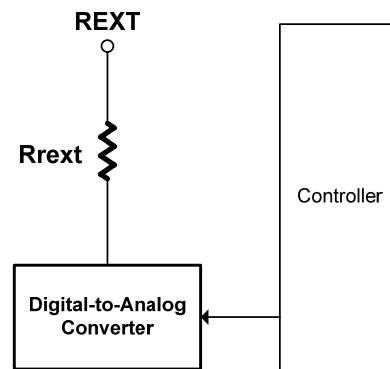 REXT
Rrext
Controller
Digital-to-Analog
Converter